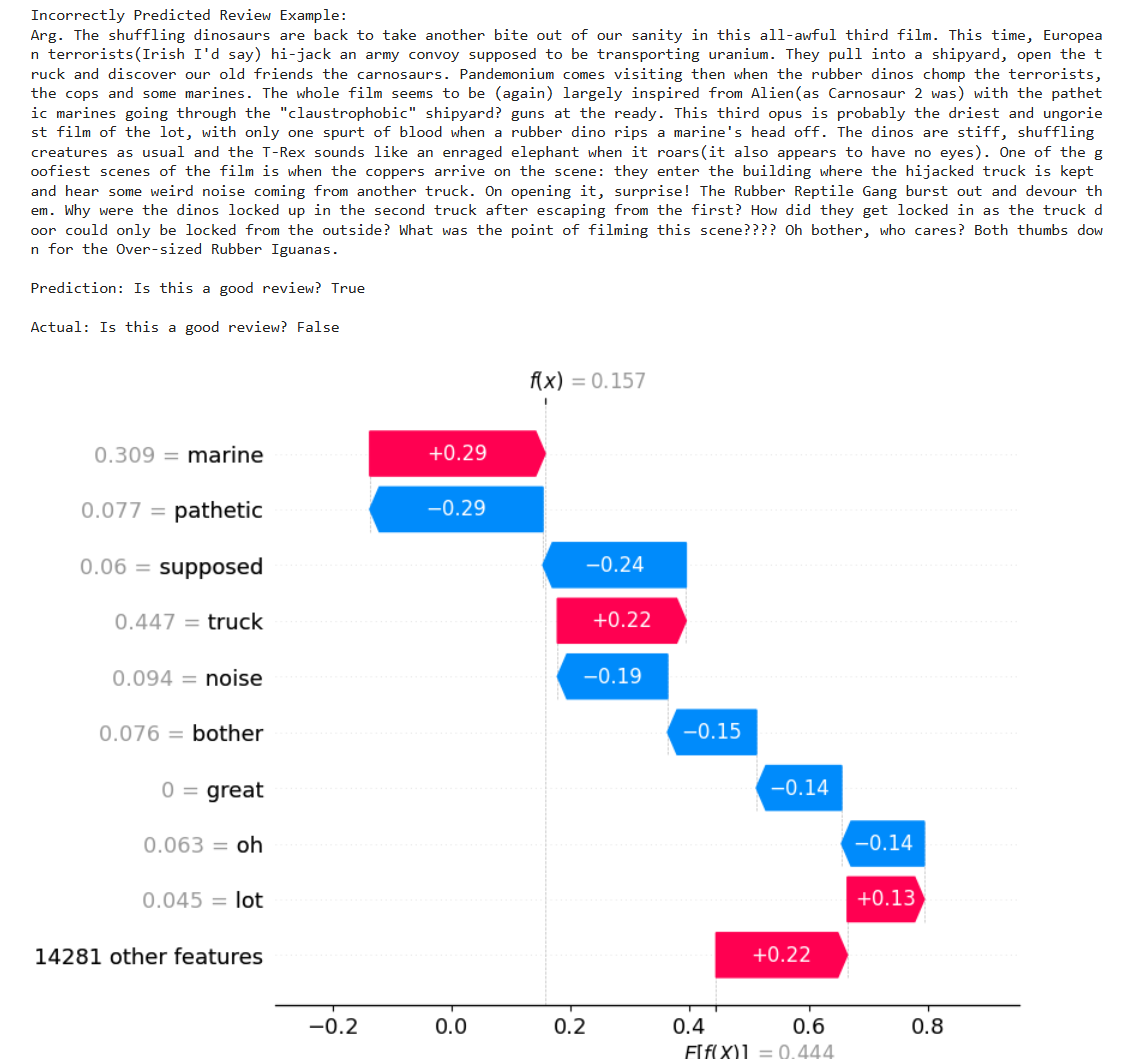 Incorrectly Predicted Review Example:
Arg. The shuffling dinosaurs are back to take another bite out of our sanity in this all-awful third film. This time, Europea
n terrorists(Irish I'd say) hi-jack an army convoy supposed to be transporting uranium. They pull into a shipyard, open the t
ruck and discover our old friends the carnosaurs. Pandemonium comes visiting then when the rubber dinos chomp the terrorists,
the cops and some marines. The whole film seems to be (again) largely inspired from Alien(as Carnosaur 2 was) with the pathet
ic marines going through the "claustrophobic" shipyard? guns at the ready. This third opus is probably the driest and ungorie
st film of the lot, with only one spurt of blood when a rubber dino rips a marine's head off. The dinos are stiff, shuffling
creatures as usual and the T-Rex sounds like an enraged elephant when it roars(it also appears to have no eyes). One of the g
oofiest scenes of the film is when the coppers arrive on the scene: they enter the building where the hijacked truck is kept
and hear some weird noise coming from another truck. On opening it, surprise! The Rubber Reptile Gang burst out and devour th
em. Why were the dinos locked up in the second truck after escaping from the first? How did they get locked in as the truck d
oor could only be locked from the outside? What was the point of filming this scene???? Oh bother, who cares? Both thumbs dow
n for the Over-sized Rubber Iguanas.
Prediction: Is this a good review? True
Actual: Is this a good review? False
f(x) = 0.157
0.309 = marine +0.29
0.077 = pathetic −0.29
0.06 = supposed −0.24
0.447 = truck +0.22
0.094 = noise −0.19
0.076 = bother −0.15
0 = great −0.14
0.063 = oh −0.14
0.045 = lot +0.13
14281 other features +0.22
−0.2 0.0 0.2 0.4 0.6 0.8
E[f(X)] = 0.444